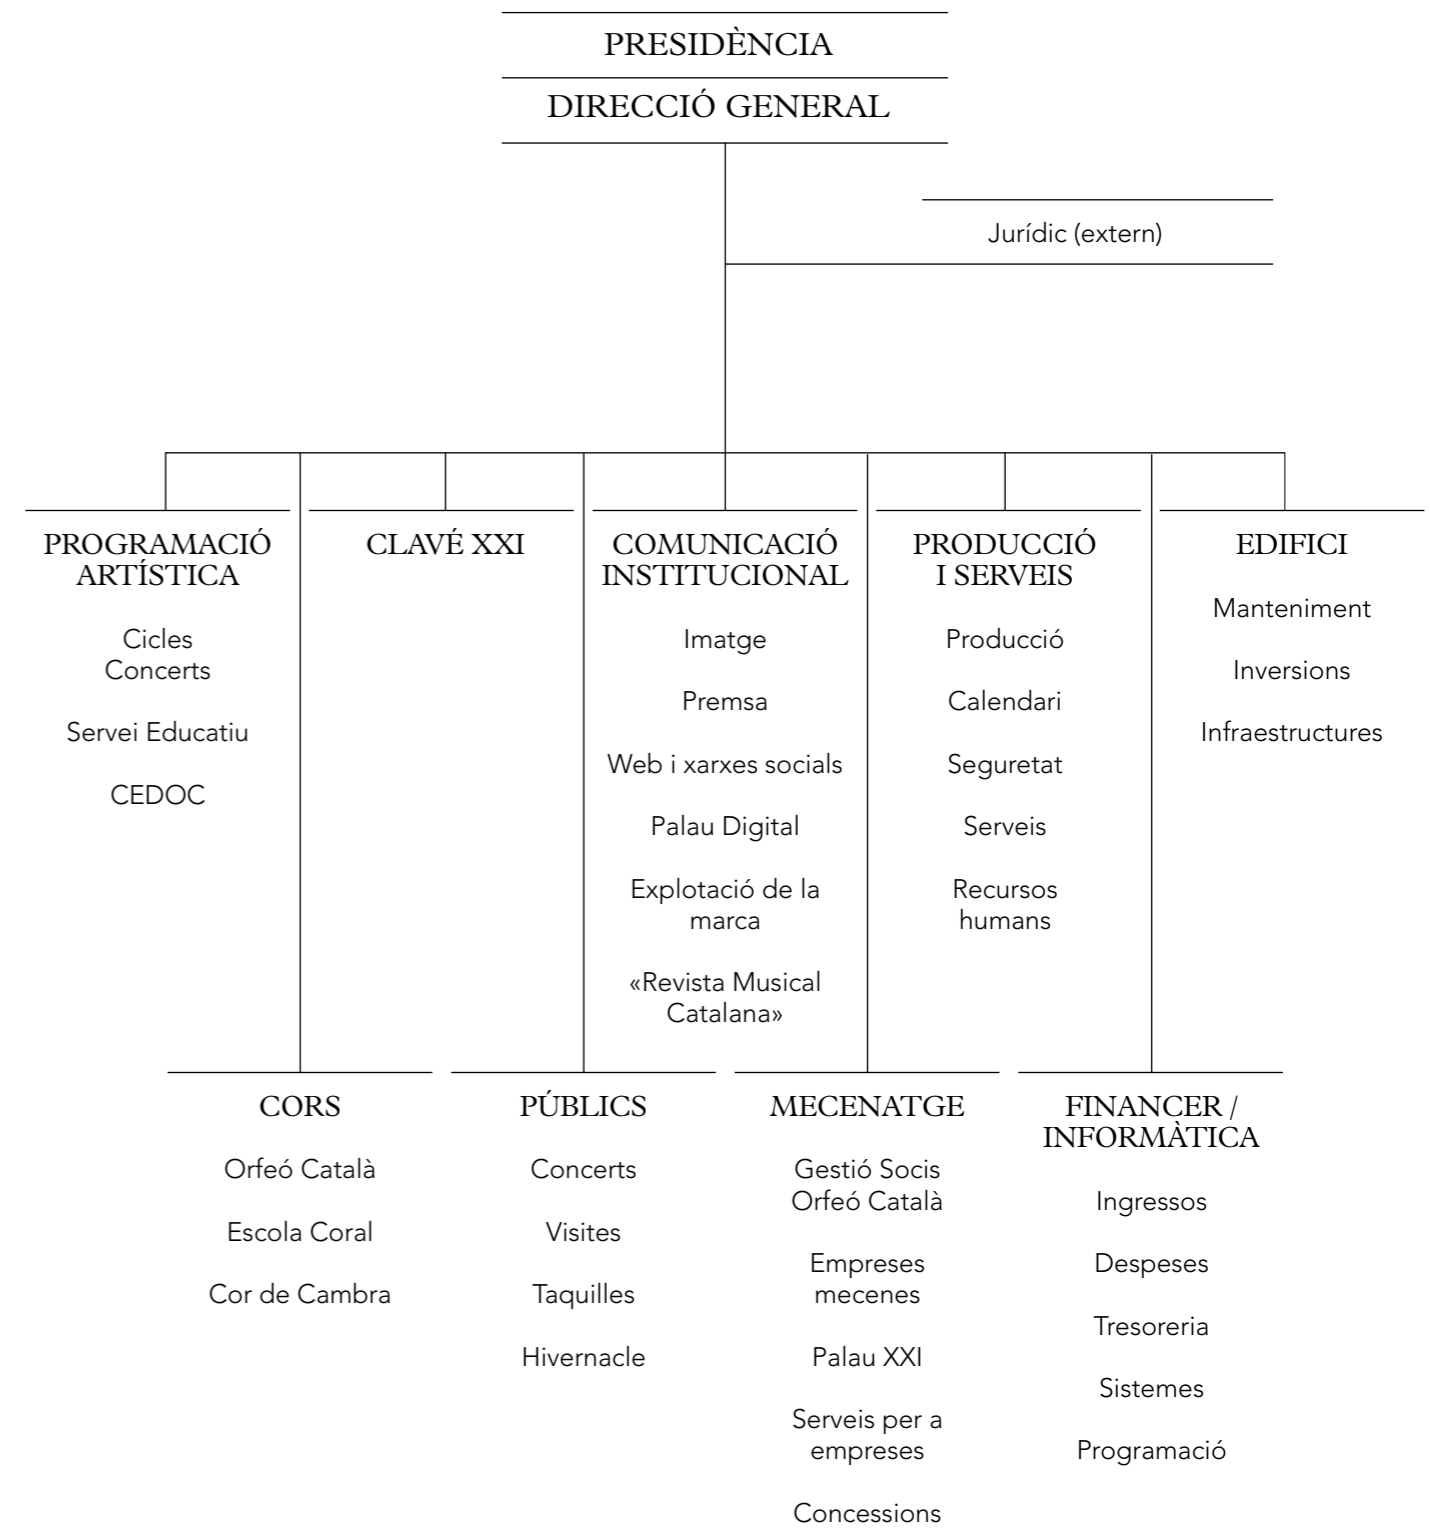 PRESIDÈNCIA
DIRECCIÓ GENERAL
Jurídic (extern)
PROGRAMACIÓ
ARTÍSTICA
Cicles
Concerts
Servei Educatiu
CEDOC
CLAVÉ XXI
COMUNICACIÓ
INSTITUCIONAL
Imatge
Premsa
Web i xarxes socials
Palau Digital
Explotació de la
marca
«Revista Musical
Catalana»
PRODUCCIÓ
I SERVEIS
Producció
Calendari
Seguretat
Serveis
Recursos
humans
EDIFICI
Manteniment
Inversions
Infraestructures
CORS
Orfeó Català
Escola Coral
Cor de Cambra
PÚBLICS
Concerts
Visites
Taquilles
Hivernacle
MECENATGE
Gestió Socis
Orfeó Català
Empreses
mecenes
Palau XXI
Serveis per a
empreses
Concessions
FINANCER /
INFORMÀTICA
Ingressos
Despeses
Tresoreria
Sistemes
Programació